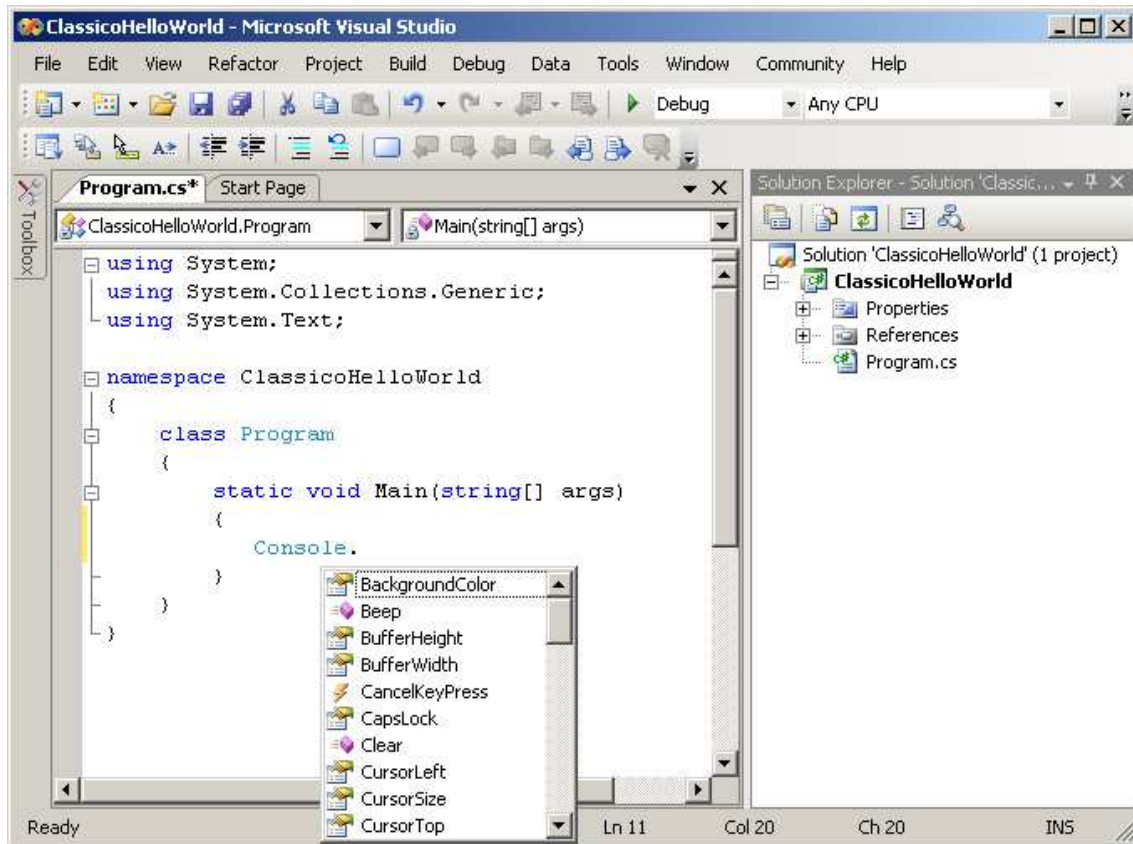 ClassicoHelloWorld - Microsoft Visual Studio
File Edit View Refactor Project Build Debug Data Tools Window Community Help
Debug Any CPU
Toolbox
Program.cs* Start Page
ClassicoHelloWorld.Program Main(string[] args)
using System;
using System.Collections.Generic;
using System.Text;
namespace ClassicoHelloWorld
{
class Program
{
static void Main(string[] args)
{
Console.
}
}
}
BackgroundColor
Beep
BufferHeight
BufferWidth
CancelKeyPress
CapsLock
Clear
CursorLeft
CursorSize
CursorTop
Solution Explorer - Solution 'Classic...
Solution 'ClassicoHelloWorld' (1 project)
ClassicoHelloWorld
Properties
References
Program.cs
Ready Ln 11 Col 20 Ch 20 INS